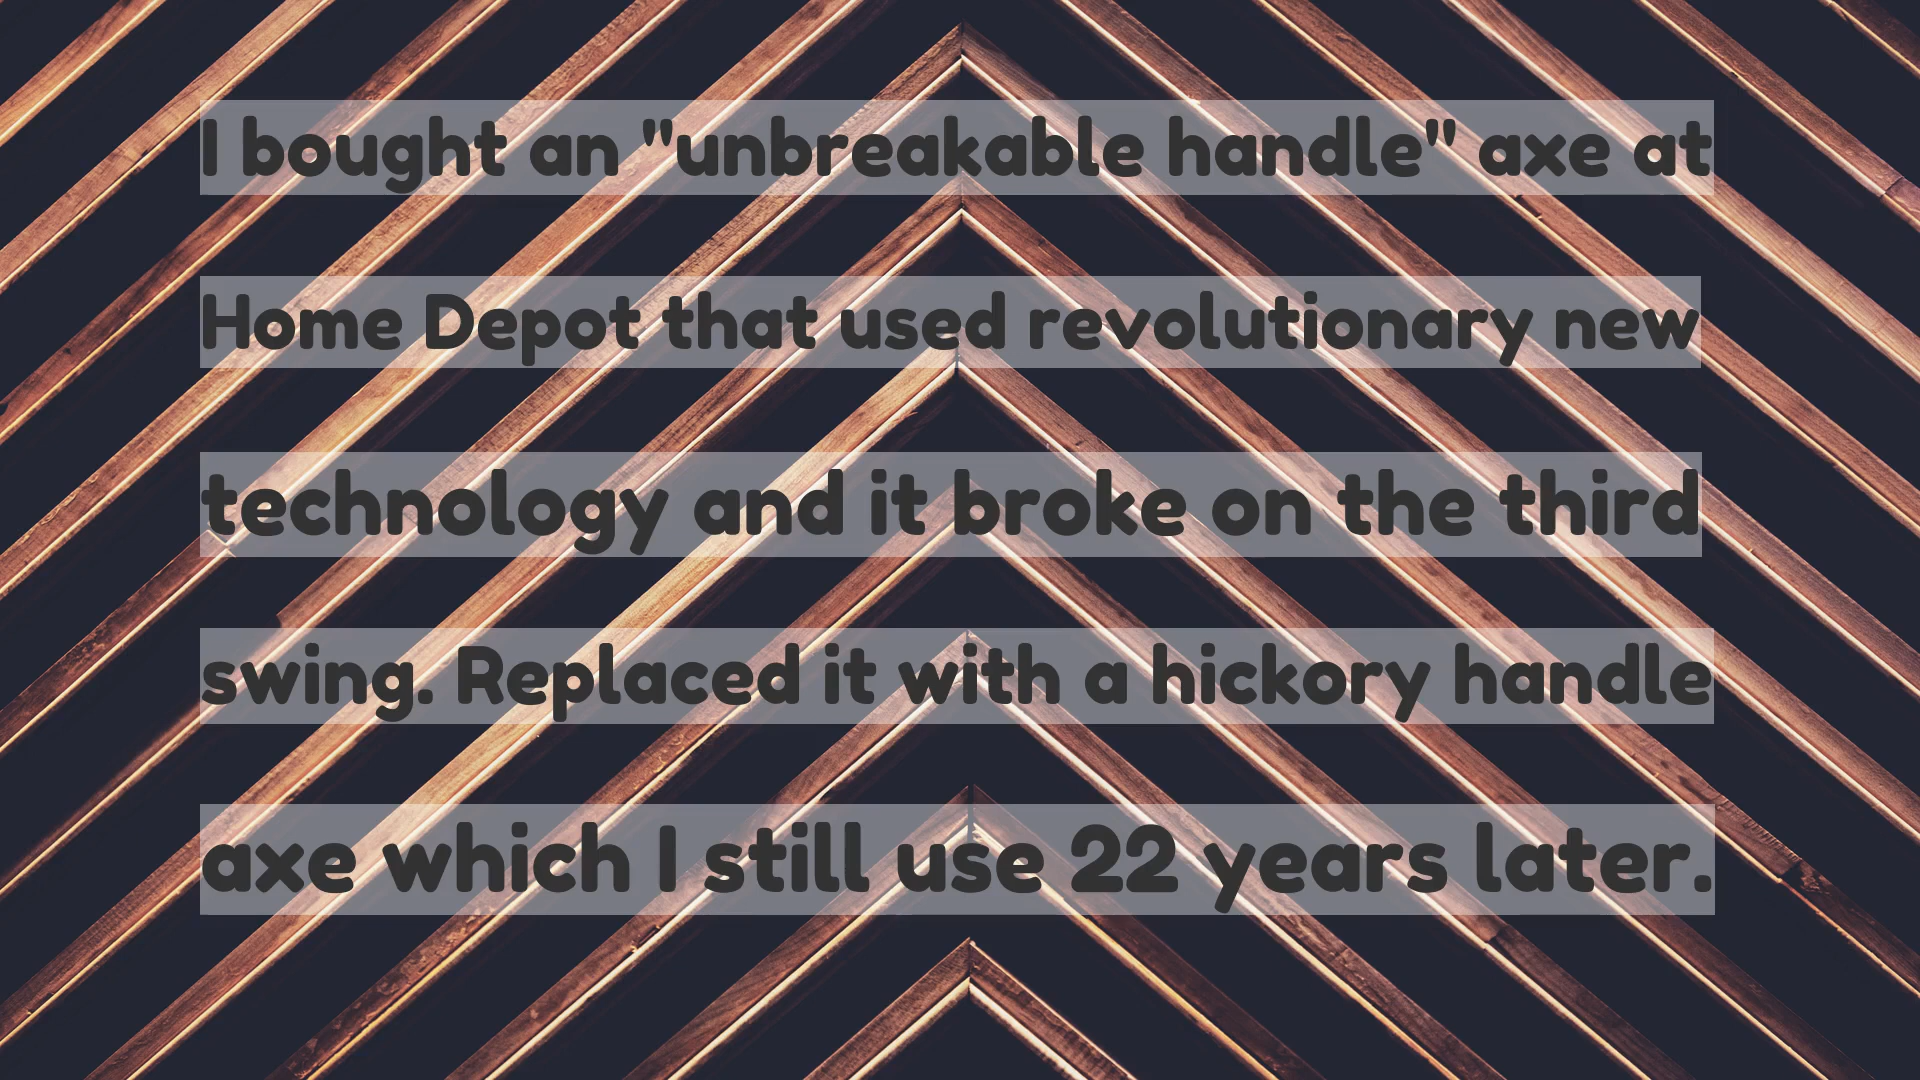 I bought an "unbreakable handle" axe at
Home Depot that used revolutionary new
technology and it broke on the third
swing. Replaced it with a hickory handle
axe which I still use 22 years later.